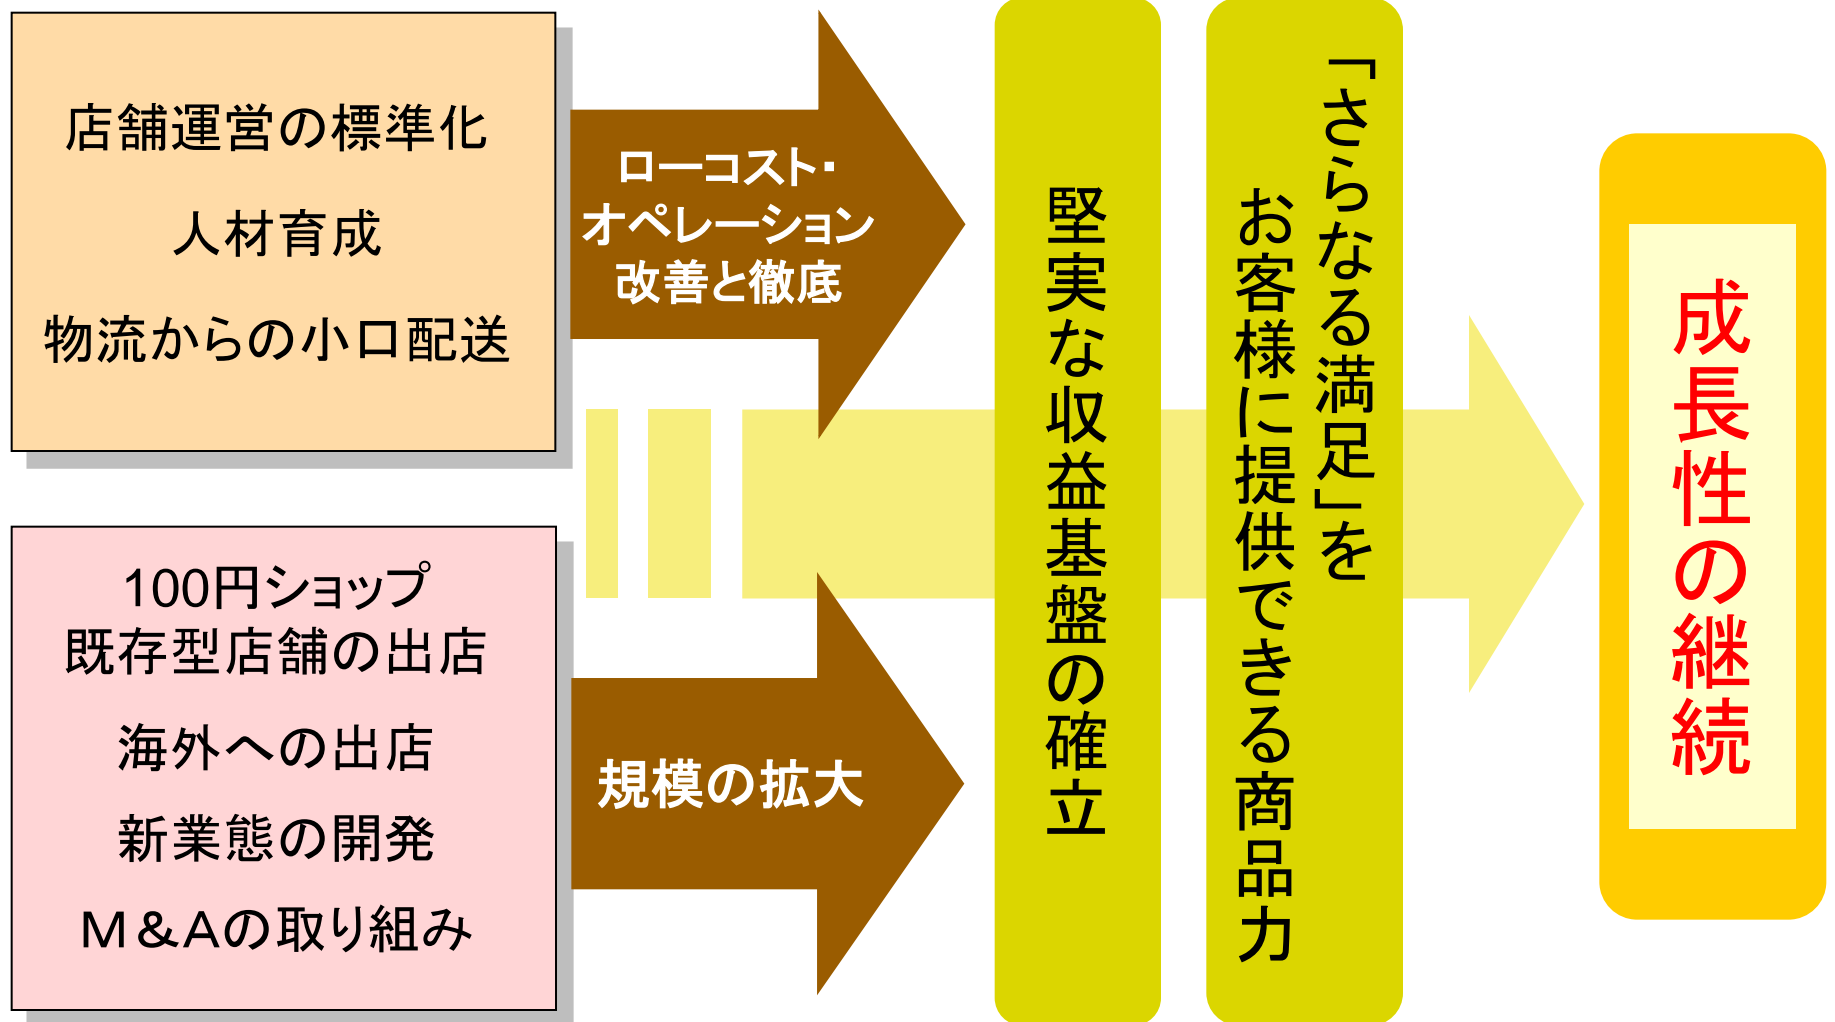 店舗運営の標準化
人材育成
物流からの小口配送
ローコスト・
オペレーション
改善と徹底
100円ショップ
既存型店舗の出店
海外への出店
新業態の開発
M&Aの取り組み
規模の拡大
堅実な収益基盤の確立
「さらなる満足」を
お客様に提供できる商品力
成長性の継続